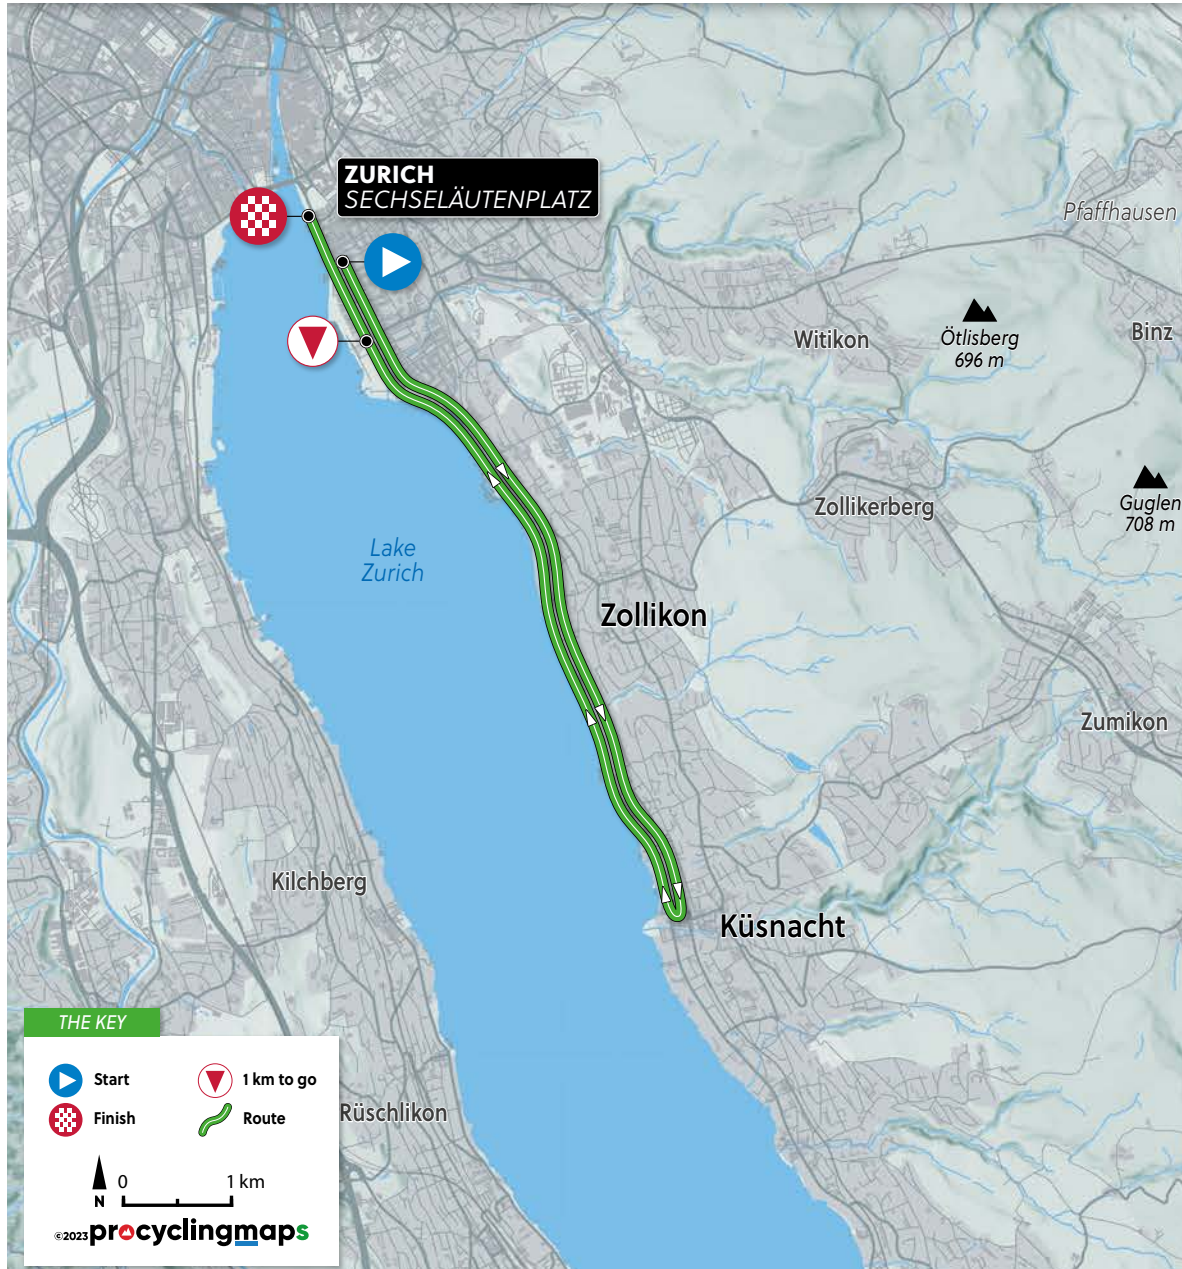 ZURICH
SECHSELÄUTENPLATZ
Pfaffhausen
Witikon
Ötlisberg
696 m
Binz
Guglen
708 m
Zollikerberg
Lake
Zurich
Zollikon
Zumikon
Kilchberg
Küsnacht
THE KEY
Start
1 km to go
Finish
Route
Rüschlikon
N
0
1 km
©2023 procyclingmaps